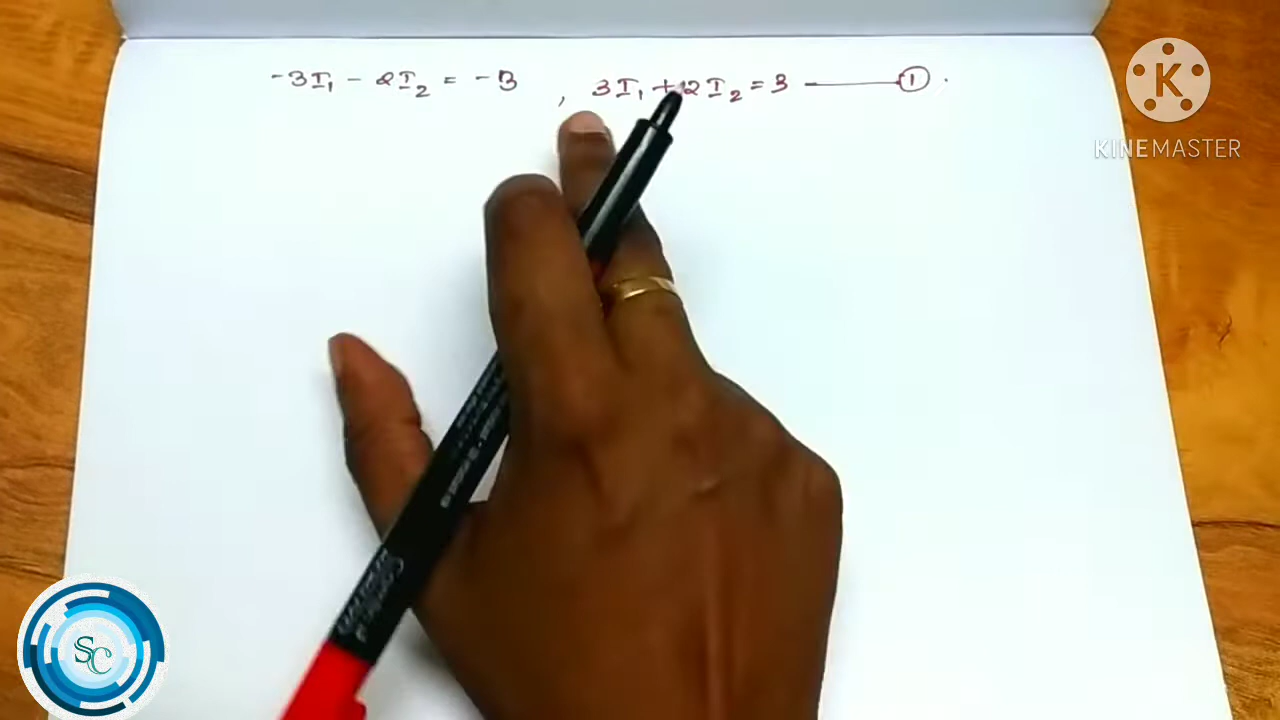 -3I₁ - 2I₂ = -3 , 3I₁ + 2I₂ = 3 —— ①
K
KINEMASTER
SC